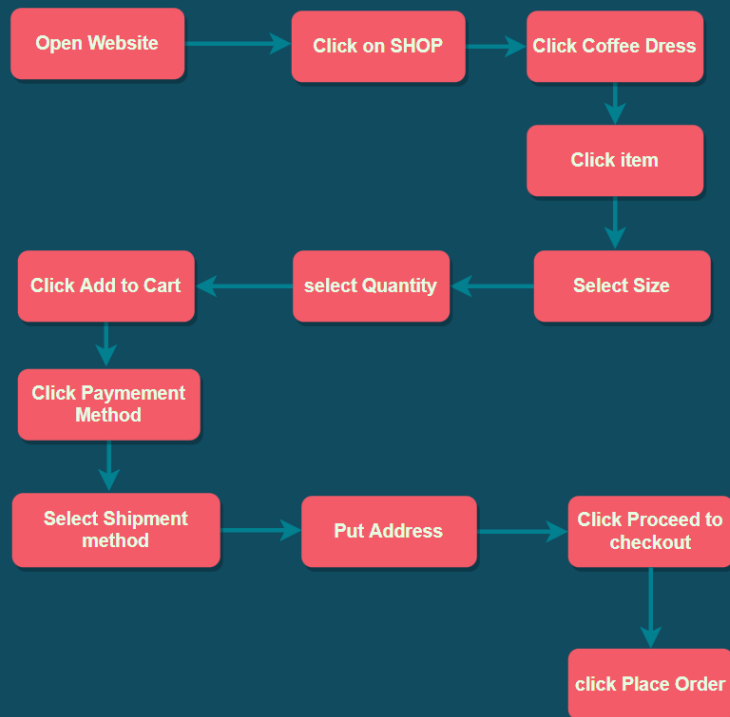 Open Website
Click on SHOP
Click Coffee Dress
Click item
Select Size
select Quantity
Click Add to Cart
Click Paymement
Method
Select Shipment
method
Put Address
Click Proceed to
checkout
click Place Order